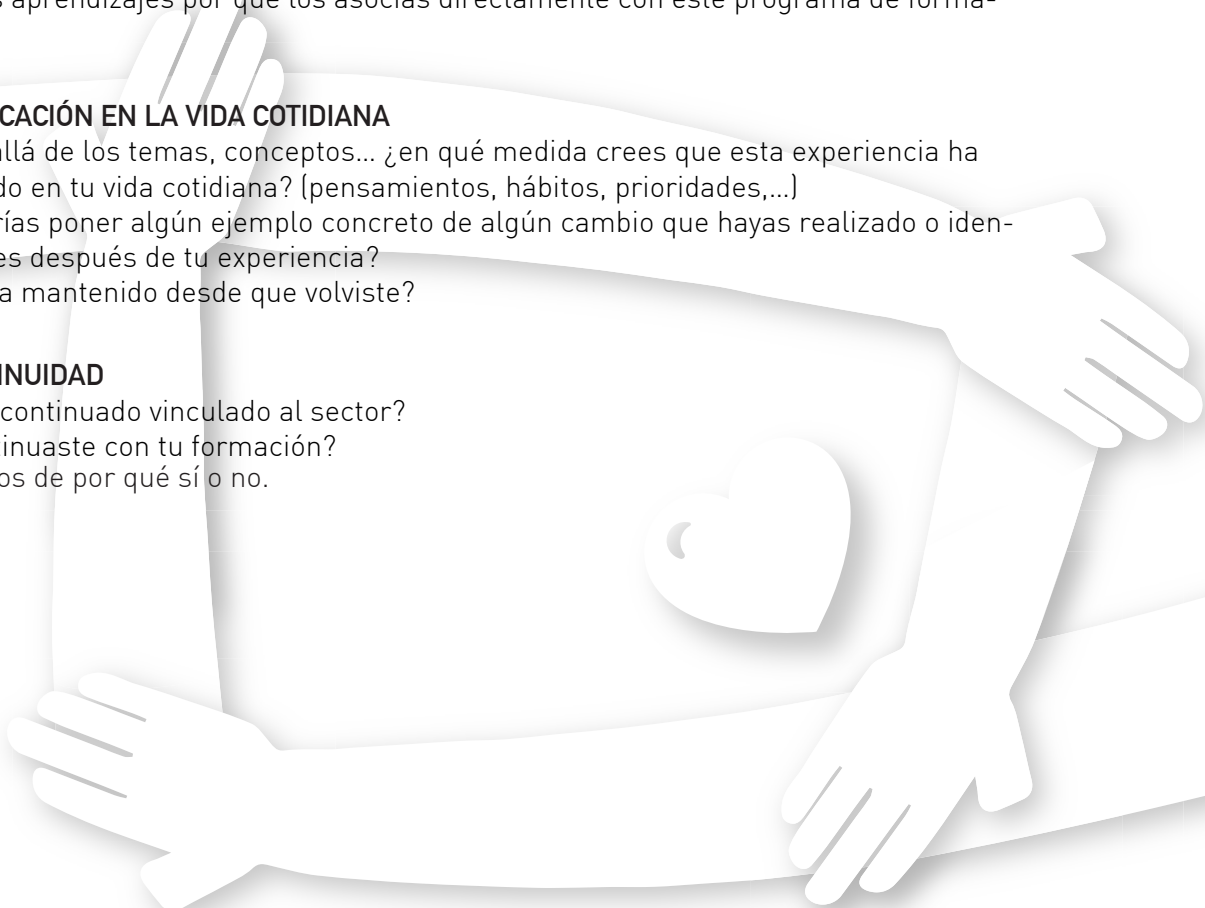 aprendizajes por qué los asocias directamente con este programa de forma-
CACIÓN EN LA VIDA COTIDIANA
allá de los temas, conceptos... ¿en qué medida crees que esta experiencia ha
do en tu vida cotidiana? (pensamientos, hábitos, prioridades,...)
rías poner algún ejemplo concreto de algún cambio que hayas realizado o iden-
es después de tu experiencia?
a mantenido desde que volviste?
INUIDAD
continuado vinculado al sector?
tinuaste con tu formación?
os de por qué sí o no.